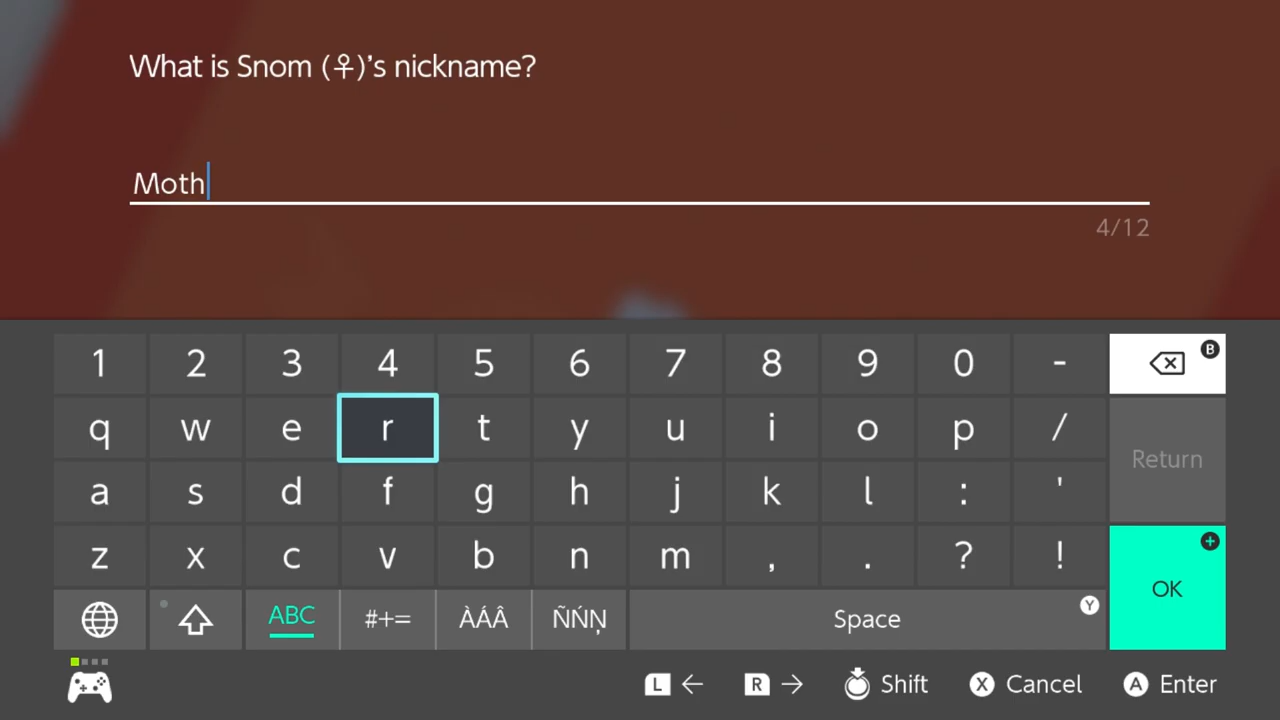 What is Snom (♀)'s nickname?
Moth
4/12
1 2 3 4 5 6 7 8 9 0 - B
q w e r t y u i o p /
Return
a s d f g h j k l : '
z x c v b n m , . ? ! +
OK
ABC #+= ÀÁÂ ÑŃŅ Space Y
L ← R → Shift X Cancel A Enter